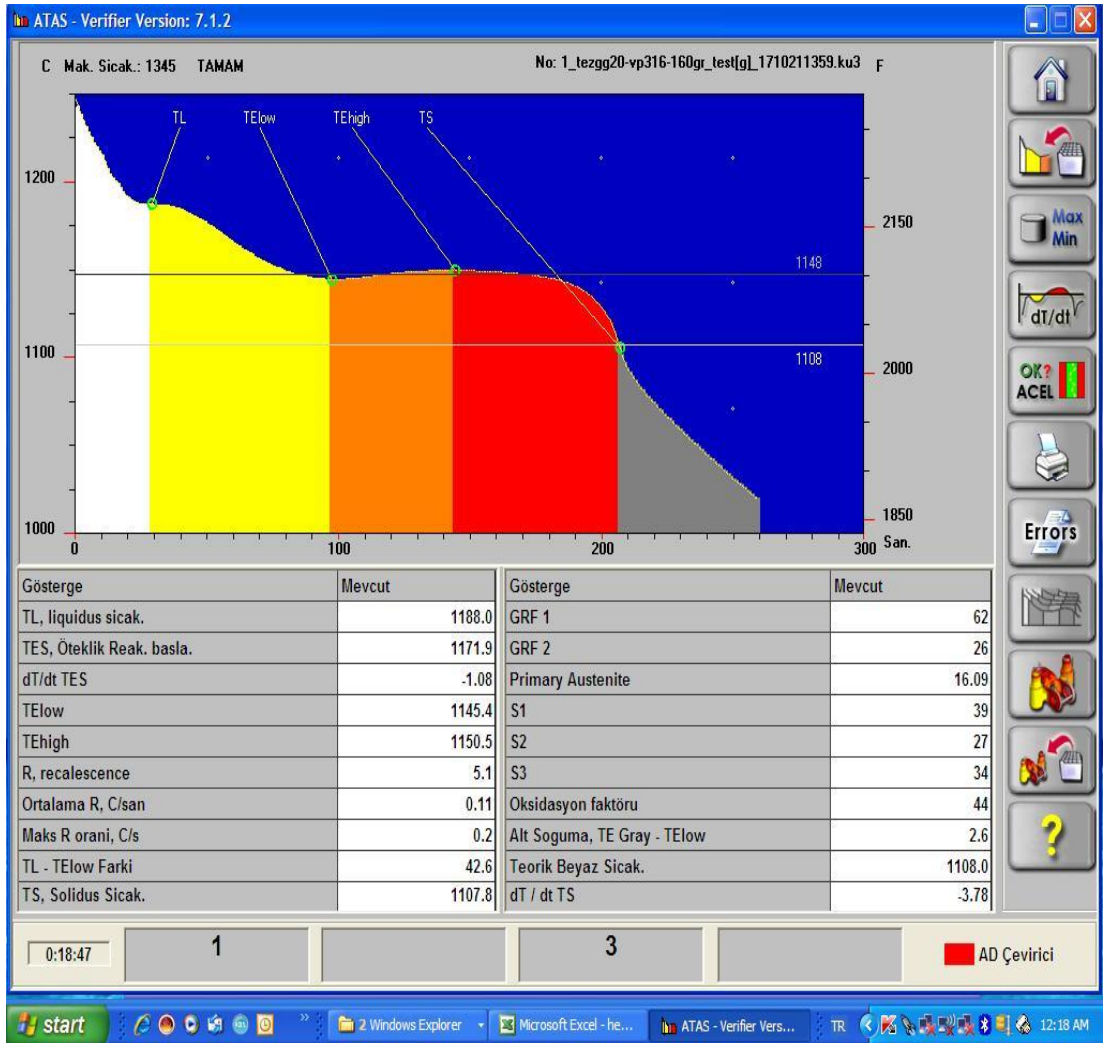 ATAS - Verifier Version: 7.1.2
C Mak. Sicak.: 1345 TAMAM No: 1_tezgg20-vp316-160gr_test[g]_1710211359.ku3 F
TL TElow TEhigh TS
1200
2150
1148
1100
1108
2000
1000
1850
0 100 200 300 San.
Max
Min
dT/dt
OK?
ACEL
Errors
?
Gösterge Mevcut Gösterge Mevcut
TL, liquidus sicak. 1188.0 GRF 1 62
TES, Öteklik Reak. basla. 1171.9 GRF 2 26
dT/dt TES -1.08 Primary Austenite 16.09
TElow 1145.4 S1 39
TEhigh 1150.5 S2 27
R, recalescence 5.1 S3 34
Ortalama R, C/san 0.11 Oksidasyon faktöru 44
Maks R orani, C/s 0.2 Alt Soguma, TE Gray - TElow 2.6
TL - TElow Farki 42.6 Teorik Beyaz Sicak. 1108.0
TS, Solidus Sicak. 1107.8 dT / dt TS -3.78
0:18:47 1 3 AD Çevirici
start 2 Windows Explorer Microsoft Excel - he... ATAS - Verifier Vers... TR 12:18 AM